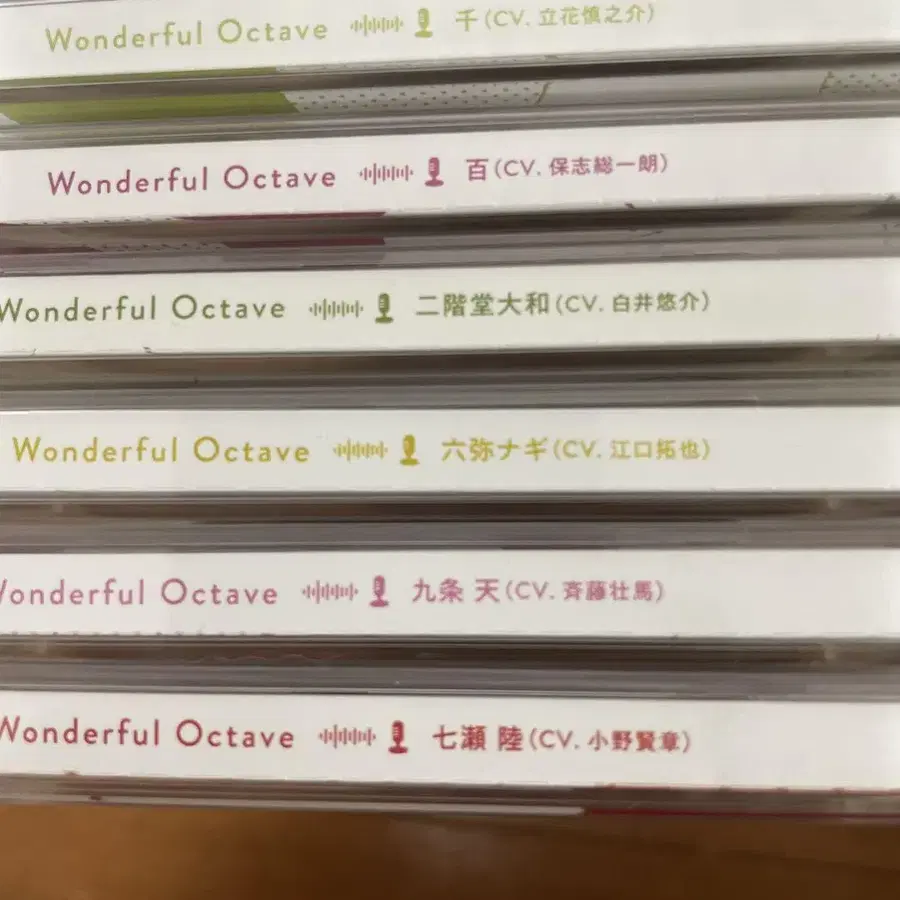 Wonderful Octave 千(CV. 立花慎之介)
Wonderful Octave 百(CV. 保志総一朗)
Wonderful Octave 二階堂大和(CV. 白井悠介)
Wonderful Octave 六弥ナギ(CV. 江口拓也)
Wonderful Octave 九条 天(CV. 斉藤壮馬)
Wonderful Octave 七瀬 陸(CV. 小野賢章)